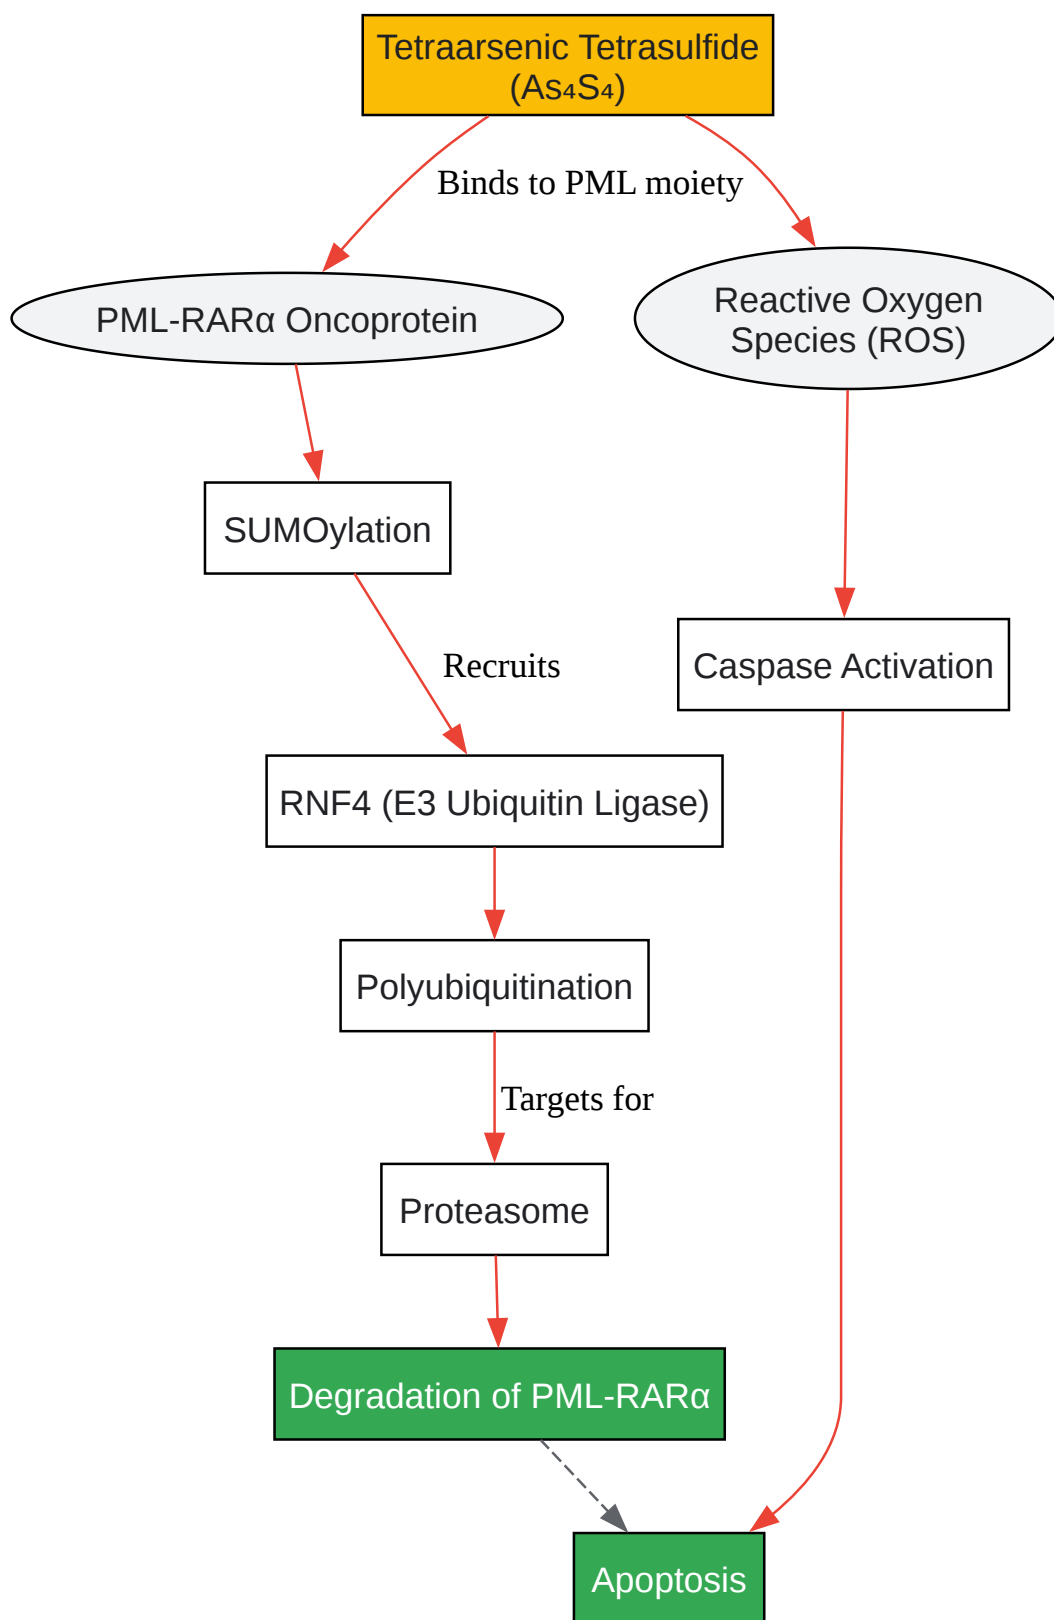 Tetraarsenic Tetrasulfide
(As₄S₄)
Binds to PML moiety
PML-RARα Oncoprotein
Reactive Oxygen
Species (ROS)
SUMOylation
Recruits
Caspase Activation
RNF4 (E3 Ubiquitin Ligase)
Polyubiquitination
Targets for
Proteasome
Degradation of PML-RARα
Apoptosis